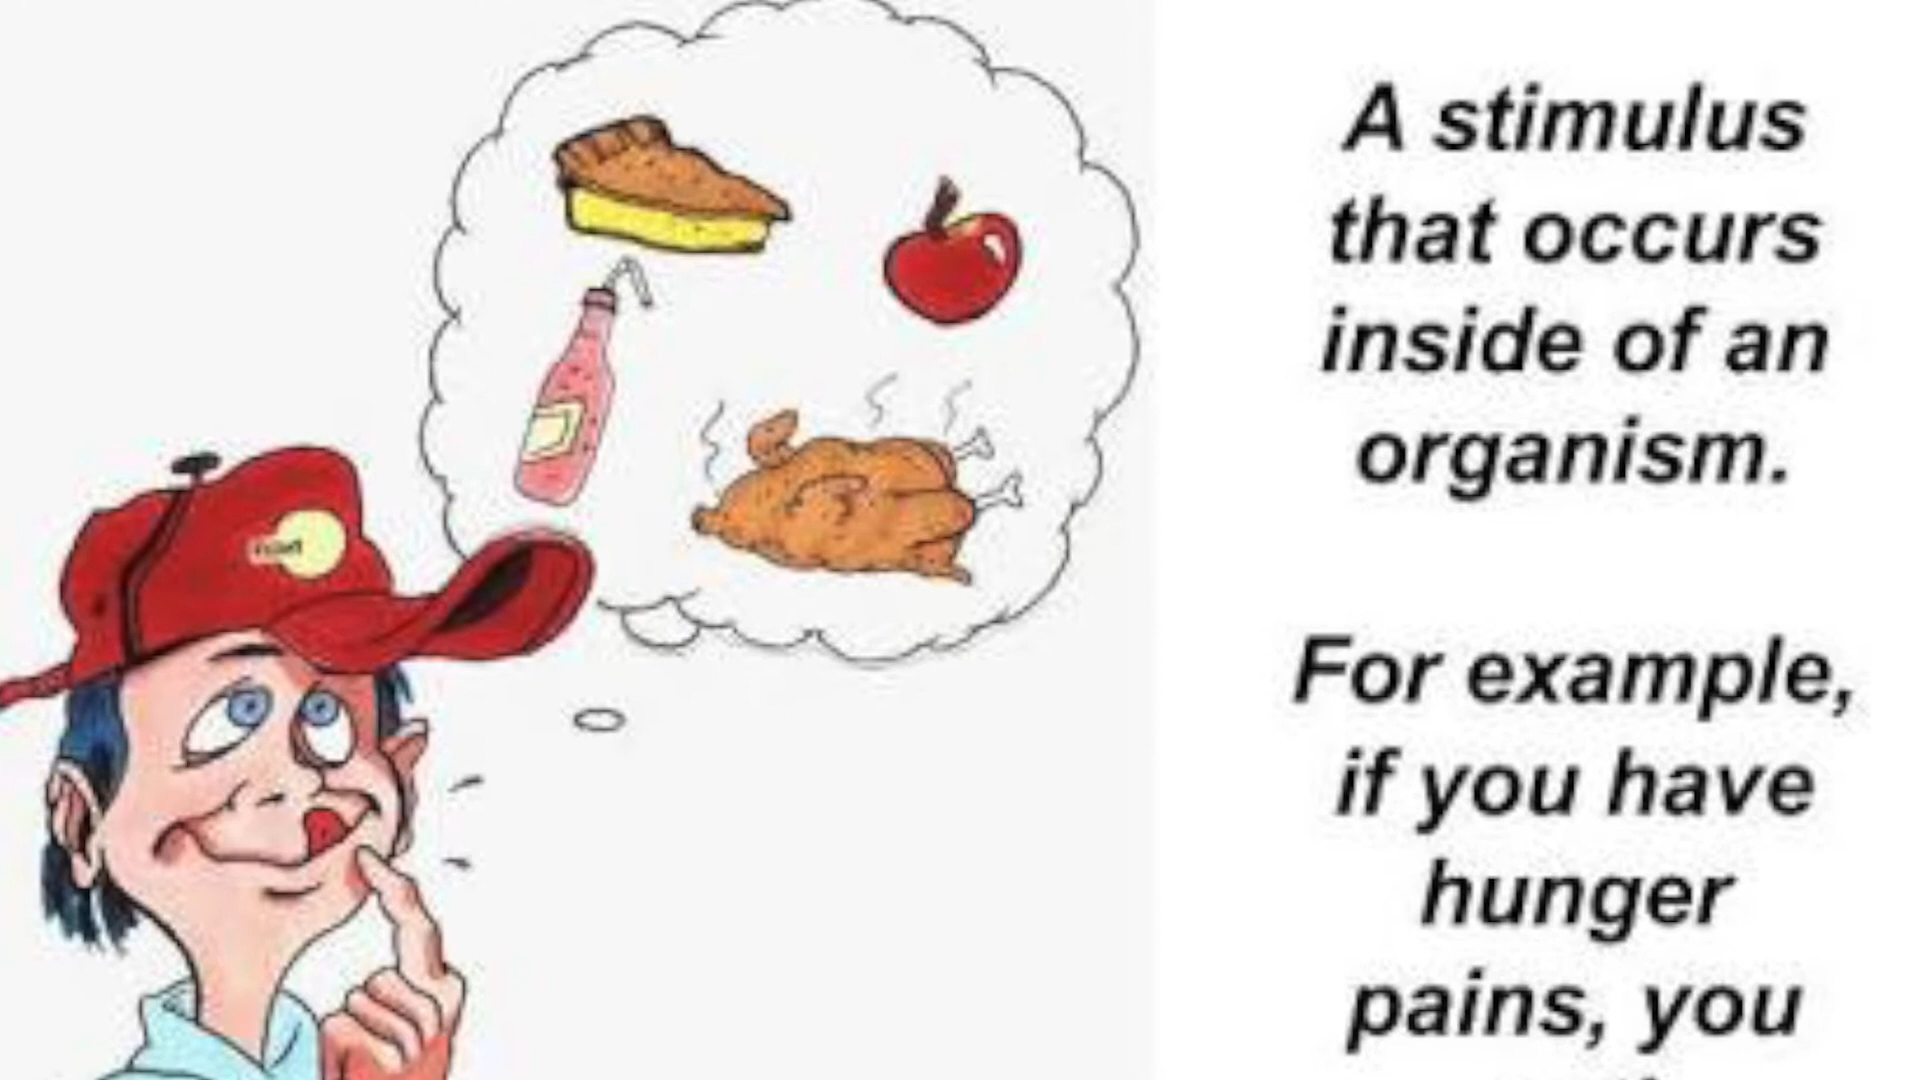 A stimulus
that occurs
inside of an
organism.
For example,
if you have
hunger
pains, you